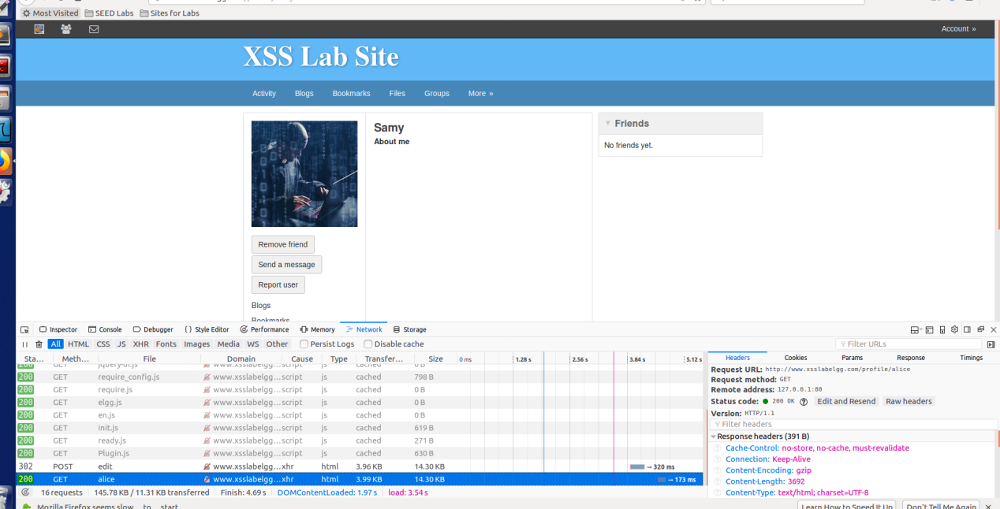 Most Visited SEED Labs Sites for Labs
Account »
XSS Lab Site
Activity Blogs Bookmarks Files Groups More »
Samy
About me
Friends
No friends yet.
Remove friend
Send a message
Report user
Blogs
Bookmarks
Inspector Console Debugger { } Style Editor Performance Memory Network Storage
All HTML CSS JS XHR Fonts Images Media WS Other Persist Logs Disable cache Filter URLs
Sta... Meth... File Domain Cause Type Transfer... Size 0 ms 1.28 s 2.56 s 3.84 s 5.12 s
200 GET jquery-ui.js www.xsslabelgg... script js cached 0 B
200 GET require_config.js www.xsslabelgg... script js cached 798 B
200 GET require.js www.xsslabelgg... script js cached 0 B
200 GET elgg.js www.xsslabelgg... script js cached 0 B
200 GET en.js www.xsslabelgg... script js cached 0 B
200 GET init.js www.xsslabelgg... script js cached 619 B
200 GET ready.js www.xsslabelgg... script js cached 271 B
200 GET Plugin.js www.xsslabelgg... script js cached 630 B
302 POST edit www.xsslabelgg... xhr html 3.96 KB 14.30 KB → 320 ms
200 GET alice www.xsslabelgg... xhr html 3.99 KB 14.30 KB → 173 ms
16 requests 145.78 KB / 11.31 KB transferred Finish: 4.69 s DOMContentLoaded: 1.97 s load: 3.54 s
Headers Cookies Params Response Timings
Request URL: http://www.xsslabelgg.com/profile/alice
Request method: GET
Remote address: 127.0.0.1:80
Status code: 200 OK Edit and Resend Raw headers
Version: HTTP/1.1
Filter headers
Response headers (391 B)
Cache-Control: no-store, no-cache, must-revalidate
Connection: Keep-Alive
Content-Encoding: gzip
Content-Length: 3692
Content-Type: text/html; charset=UTF-8
Mozilla Firefox seems slow... to... start. Learn How to Speed It Up Don't Tell Me Again